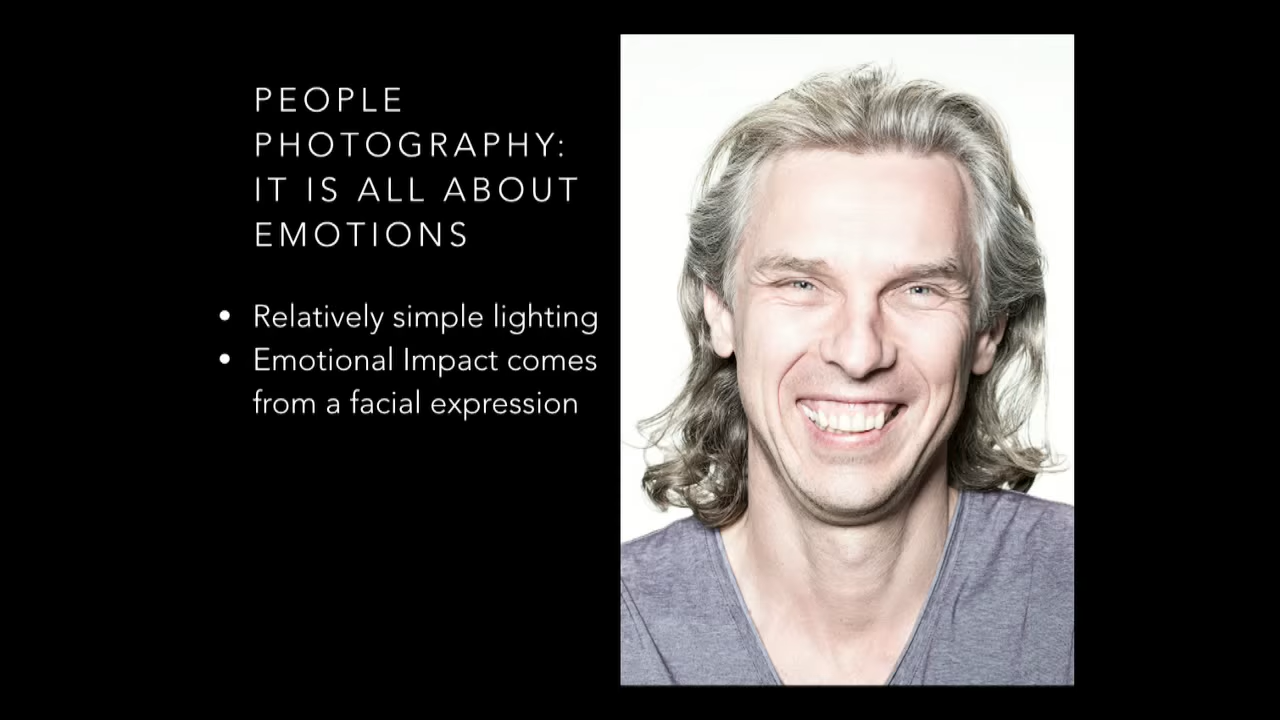 PEOPLE
PHOTOGRAPHY:
IT IS ALL ABOUT
EMOTIONS
• Relatively simple lighting
• Emotional Impact comes
from a facial expression